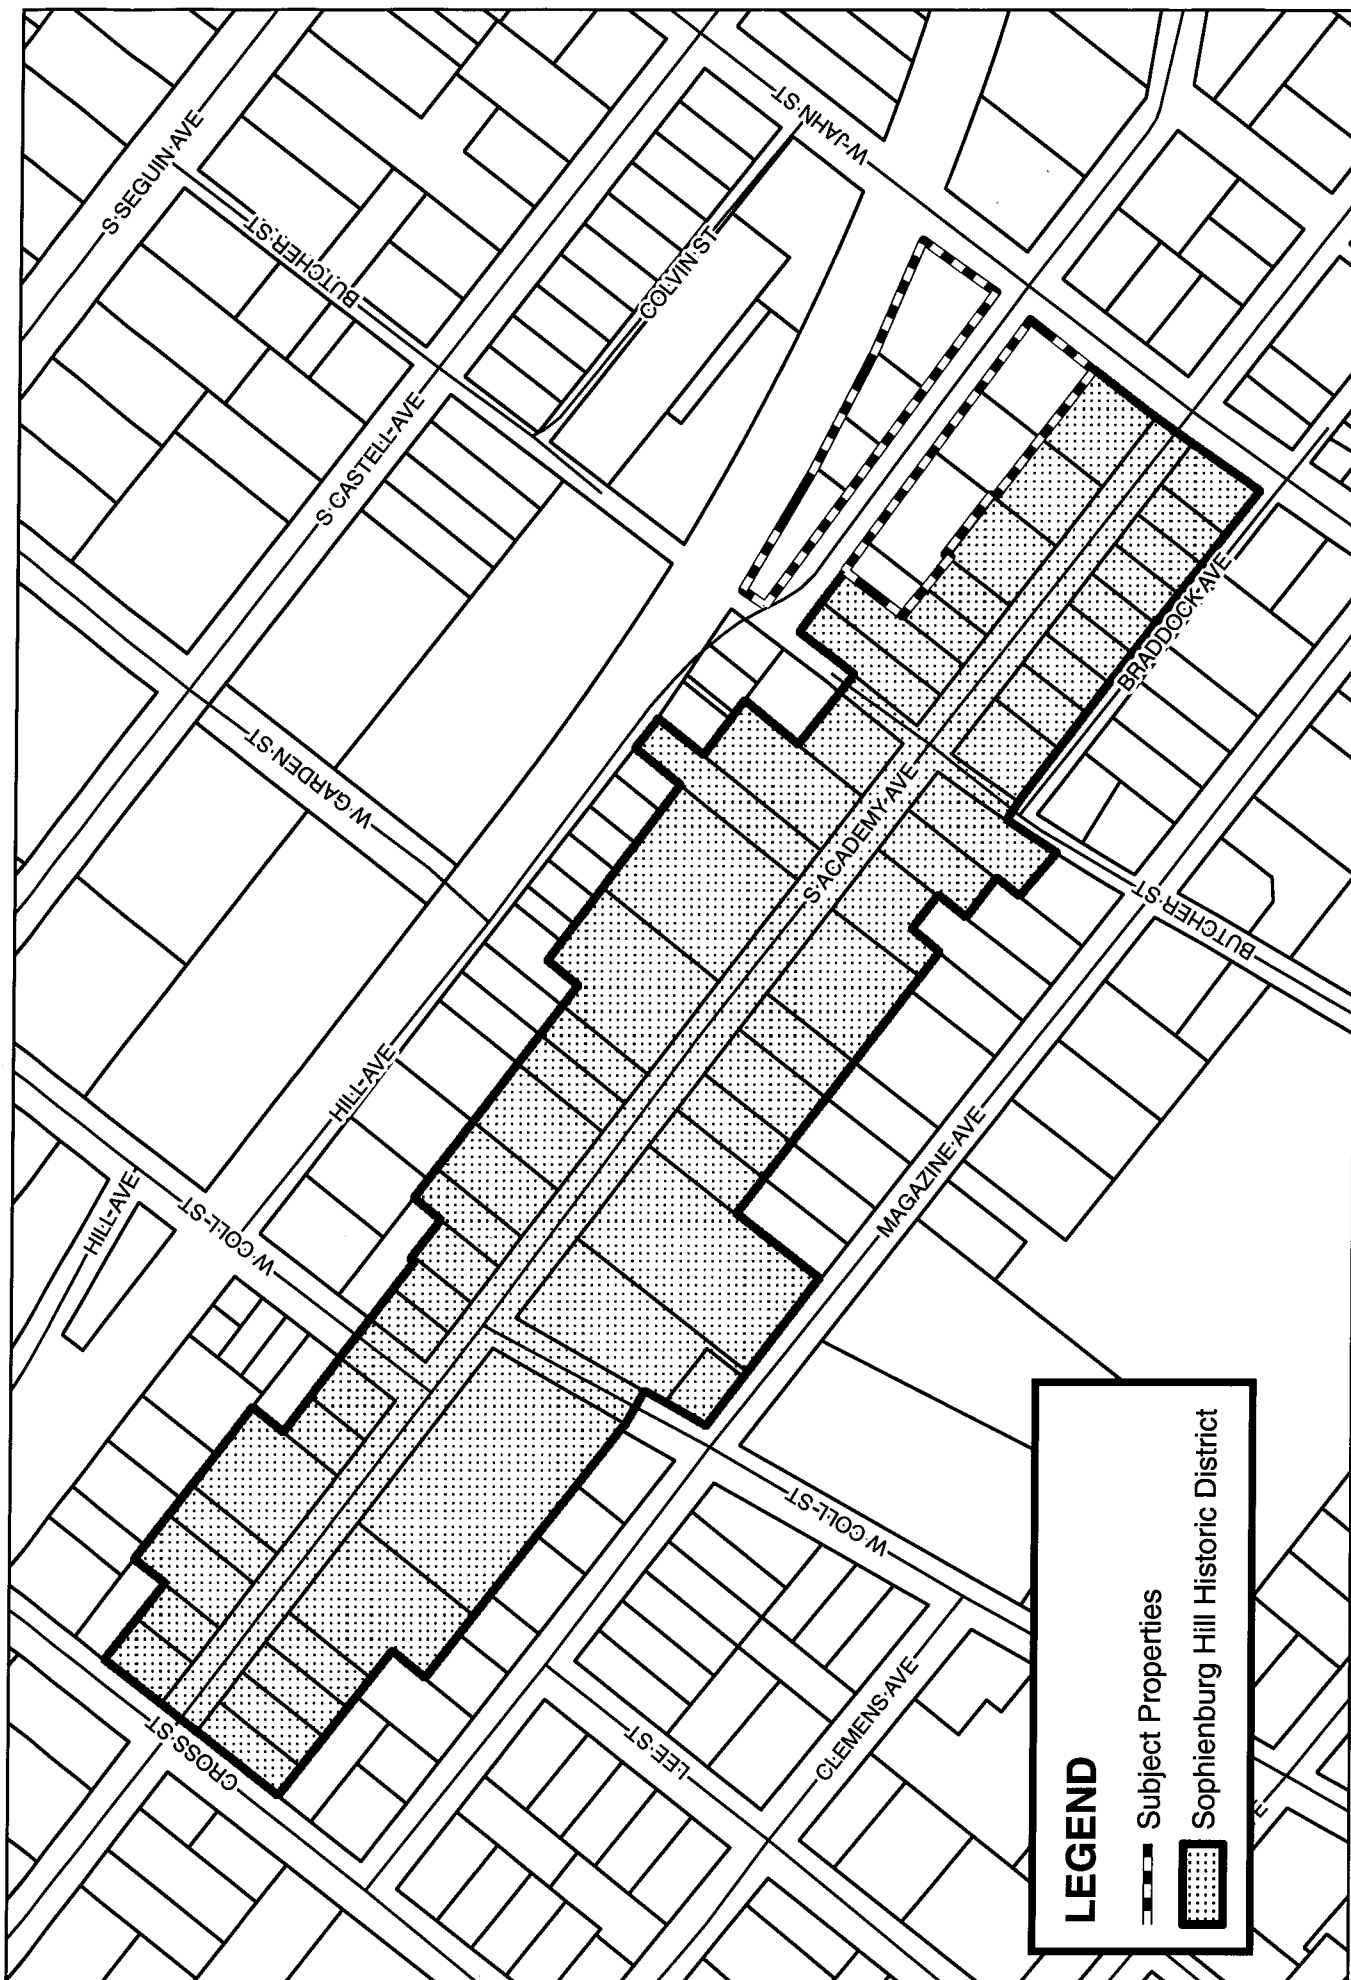 S SEGUIN AVE
BUTCHER ST
W JAHN ST
COLVIN ST
S CASTELL AVE
W GARDEN ST
HILL AVE
W COLL ST
HILL AVE
S ACADEMY AVE
BRADDOCK AVE
BUTCHER ST
MAGAZINE AVE
W COLL ST
CROSS ST
LEE ST
CLEMENS AVE
LEGEND
Subject Properties
Sophienburg Hill Historic District